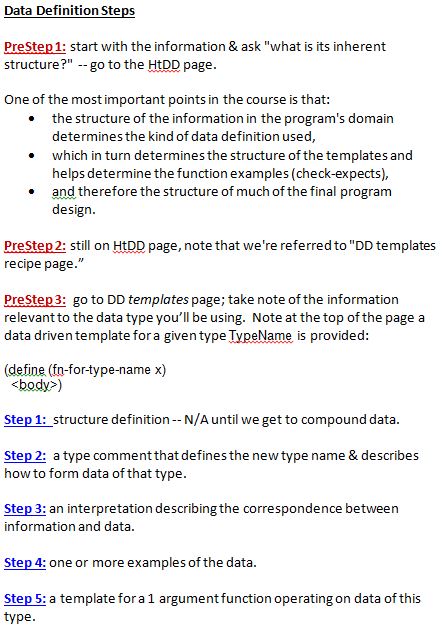 Data Definition Steps
PreStep 1: start with the information & ask "what is its inherent
structure?" -- go to the HtDD page.
One of the most important points in the course is that:
• the structure of the information in the program's domain
determines the kind of data definition used,
• which in turn determines the structure of the templates and
helps determine the function examples (check-expects),
• and therefore the structure of much of the final program
design.
PreStep 2: still on HtDD page, note that we're referred to "DD templates
recipe page."
PreStep 3: go to DD templates page; take note of the information
relevant to the data type you'll be using. Note at the top of the page a
data driven template for a given type TypeName is provided:
(define (fn-for-type-name x)
<body>)
Step 1: structure definition -- N/A until we get to compound data.
Step 2: a type comment that defines the new type name & describes
how to form data of that type.
Step 3: an interpretation describing the correspondence between
information and data.
Step 4: one or more examples of the data.
Step 5: a template for a 1 argument function operating on data of this
type.